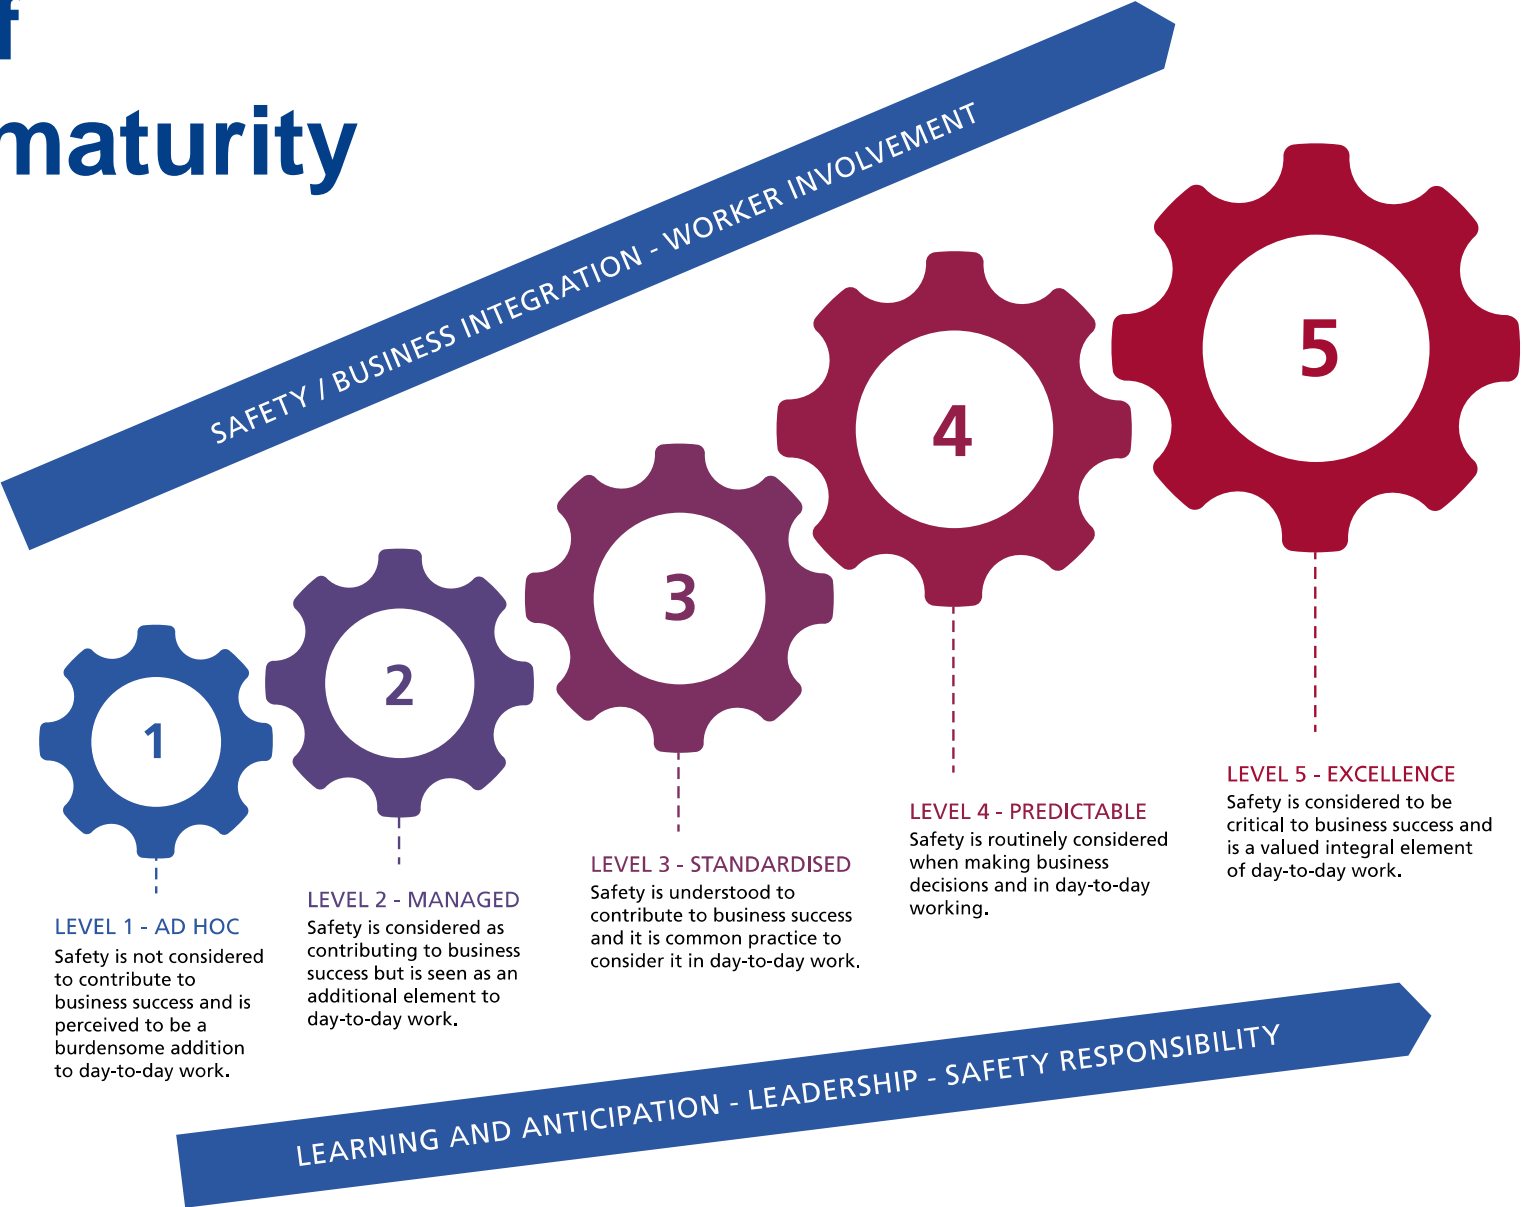 f
maturity
SAFETY / BUSINESS INTEGRATION - WORKER INVOLVEMENT
1
2
3
4
5
LEVEL 1 - AD HOC
Safety is not considered
to contribute to
business success and is
perceived to be a
burdensome addition
to day-to-day work.
LEVEL 2 - MANAGED
Safety is considered as
contributing to business
success but is seen as an
additional element to
day-to-day work.
LEVEL 3 - STANDARDISED
Safety is understood to
contribute to business success
and it is common practice to
consider it in day-to-day work.
LEVEL 4 - PREDICTABLE
Safety is routinely considered
when making business
decisions and in day-to-day
working.
LEVEL 5 - EXCELLENCE
Safety is considered to be
critical to business success and
is a valued integral element
of day-to-day work.
LEARNING AND ANTICIPATION - LEADERSHIP - SAFETY RESPONSIBILITY